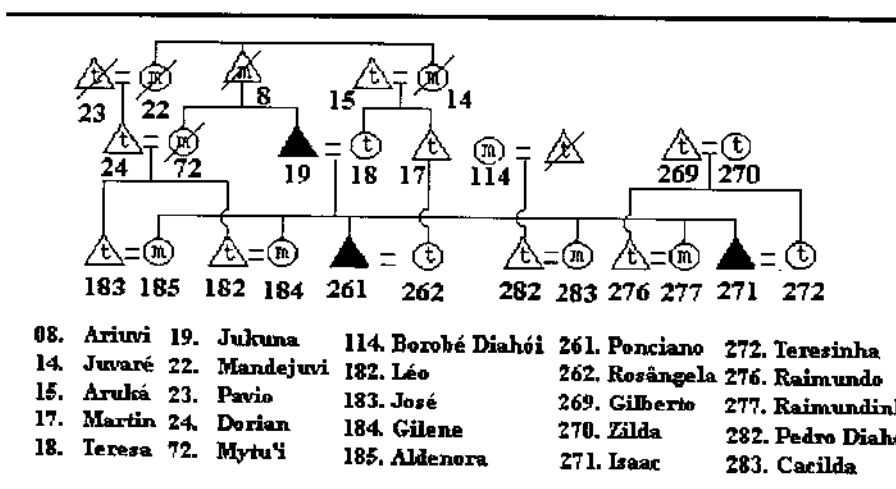 t = m m t = m
23 22 8 15 14
t = m = t t m = t t = t
24 72 19 18 17 114 269 270
t = m t = m = t t = m t = m = t
183 185 182 184 261 262 282 283 276 277 271 272
08. Ariuvi 19. Jukuna 114. Borobé Diahói 261. Ponciano 272. Teresinha
14. Juvaré 22. Mandejuvi 182. Léo 262. Rosângela 276. Raimundo
15. Aruká 23. Pavio 183. José 269. Gilberto 277.
17. Martin 24. Dorian 184. Gilene 270. Zilda 282. Pedro
18. Teresa 72. Mytu'i 185. Aldenora 271. Isaac 283. Cacilda